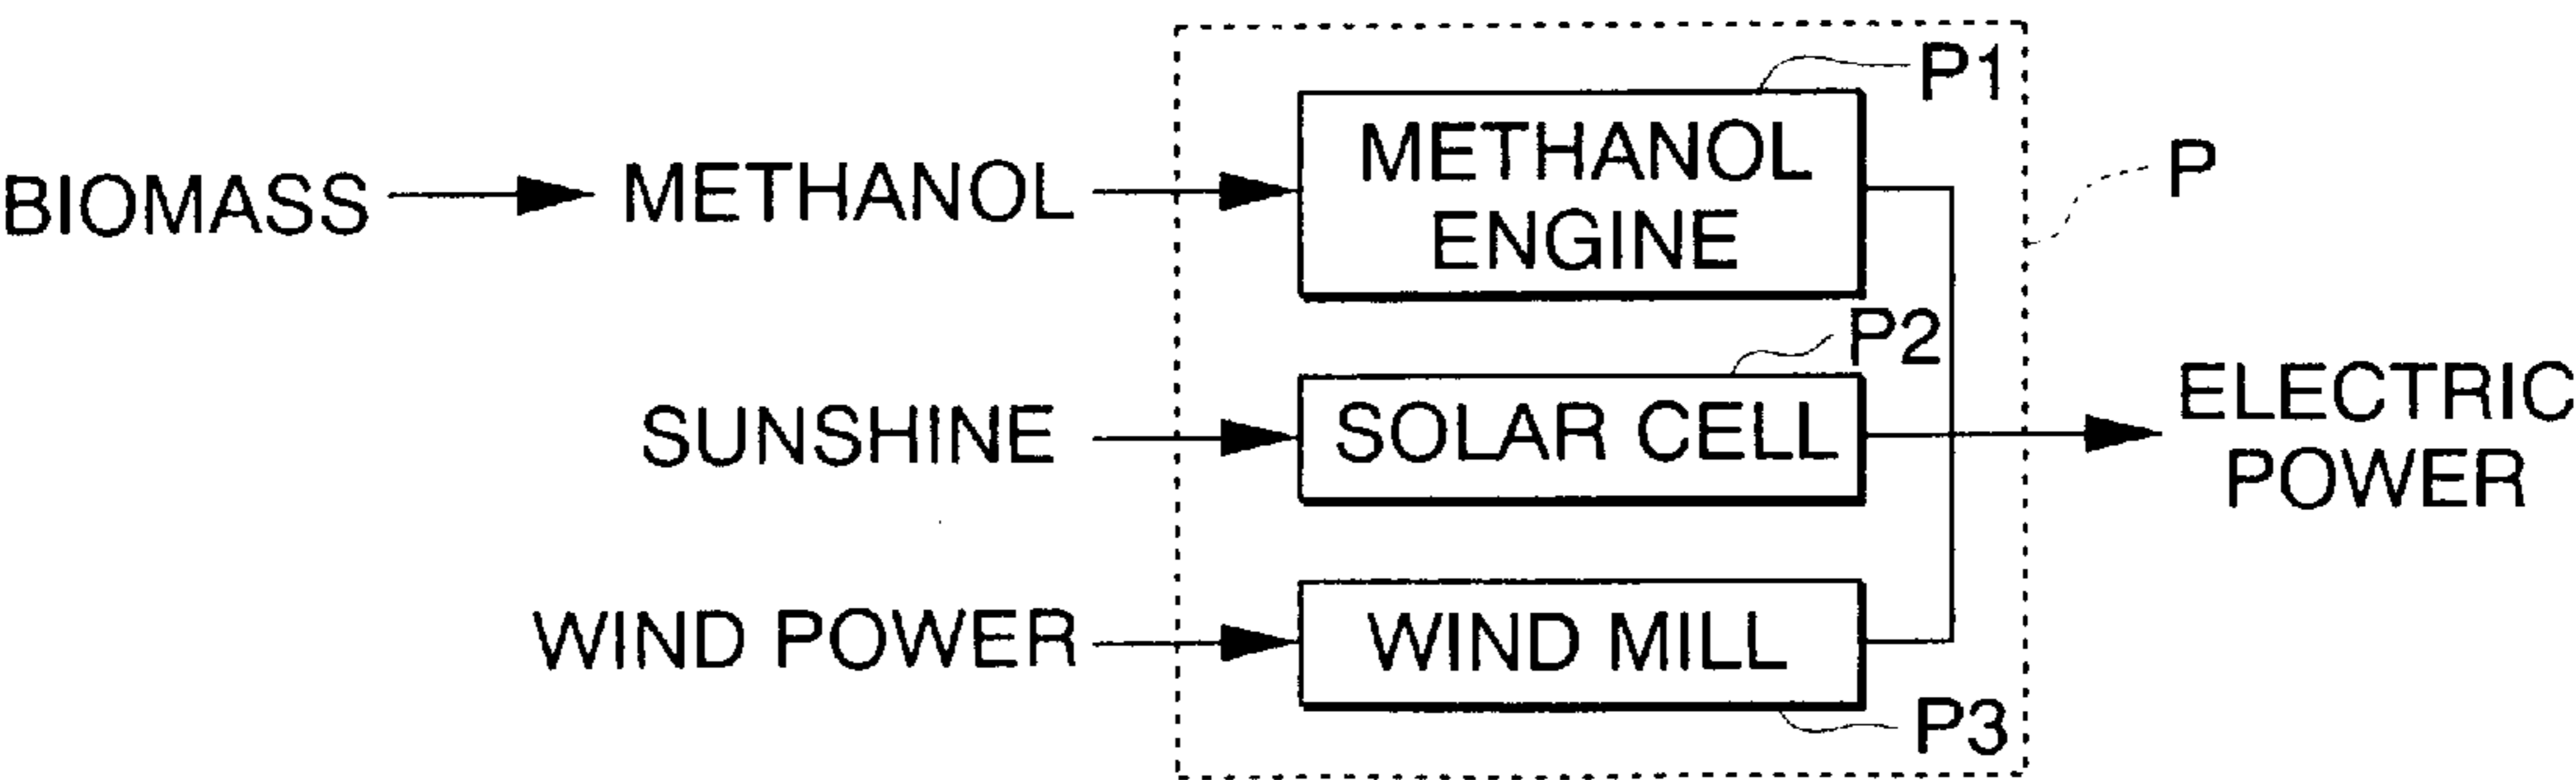 P1
BIOMASS
METHANOL
METHANOL
ENGINE
P
P2
SUNSHINE
SOLAR CELL
ELECTRIC
POWER
WIND POWER
WIND MILL
P3